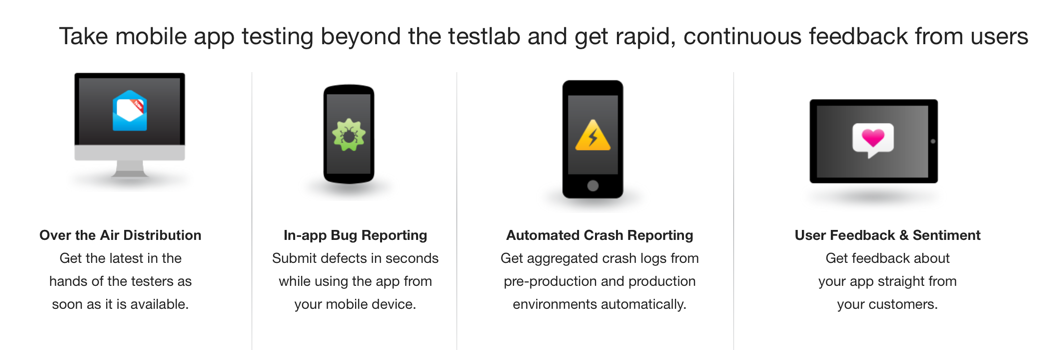 Take mobile app testing beyond the testlab and get rapid, continuous feedback from users
Over the Air Distribution
Get the latest in the
hands of the testers as
soon as it is available.
In-app Bug Reporting
Submit defects in seconds
while using the app from
your mobile device.
Automated Crash Reporting
Get aggregated crash logs from
pre-production and production
environments automatically.
User Feedback & Sentiment
Get feedback about
your app straight from
your customers.